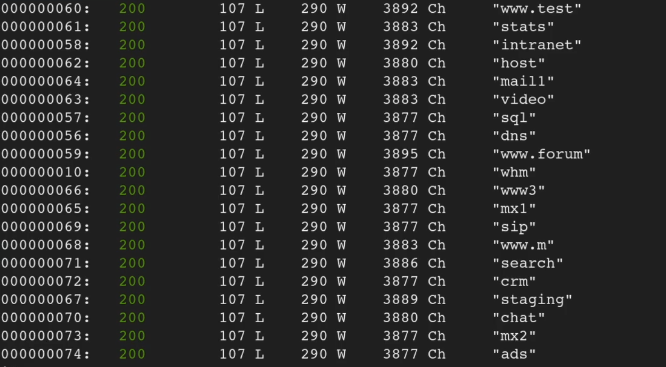 000000060: 200 107 L 290 W 3892 Ch "www.test"
000000061: 200 107 L 290 W 3883 Ch "stats"
000000058: 200 107 L 290 W 3892 Ch "intranet"
000000062: 200 107 L 290 W 3880 Ch "host"
000000064: 200 107 L 290 W 3883 Ch "mail1"
000000063: 200 107 L 290 W 3883 Ch "video"
000000057: 200 107 L 290 W 3877 Ch "sql"
000000056: 200 107 L 290 W 3877 Ch "dns"
000000059: 200 107 L 290 W 3895 Ch "www.forum"
000000010: 200 107 L 290 W 3877 Ch "whm"
000000066: 200 107 L 290 W 3880 Ch "www3"
000000065: 200 107 L 290 W 3877 Ch "mx1"
000000069: 200 107 L 290 W 3877 Ch "sip"
000000068: 200 107 L 290 W 3883 Ch "www.m"
000000071: 200 107 L 290 W 3886 Ch "search"
000000072: 200 107 L 290 W 3877 Ch "crm"
000000067: 200 107 L 290 W 3889 Ch "staging"
000000070: 200 107 L 290 W 3880 Ch "chat"
000000073: 200 107 L 290 W 3877 Ch "mx2"
000000074: 200 107 L 290 W 3877 Ch "ads"